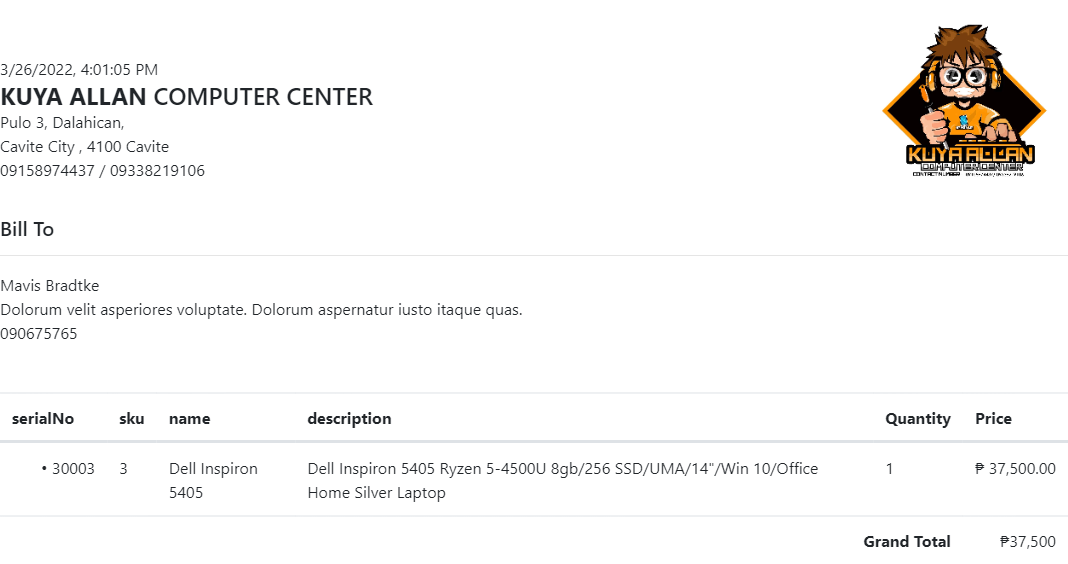 3/26/2022, 4:01:05 PM
KUYA ALLAN COMPUTER CENTER
Pulo 3, Dalahican,
Cavite City , 4100 Cavite
09158974437 / 09338219106
KUYA ALLAN
COMPUTER CENTER
CONTACT NUMBER
Bill To
Mavis Bradtke
Dolorum velit asperiores voluptate. Dolorum aspernatur iusto itaque quas.
090675765
serialNo sku name description Quantity Price
• 30003 3 Dell Inspiron Dell Inspiron 5405 Ryzen 5-4500U 8gb/256 SSD/UMA/14"/Win 10/Office 1 ₱ 37,500.00
5405 Home Silver Laptop
Grand Total ₱37,500